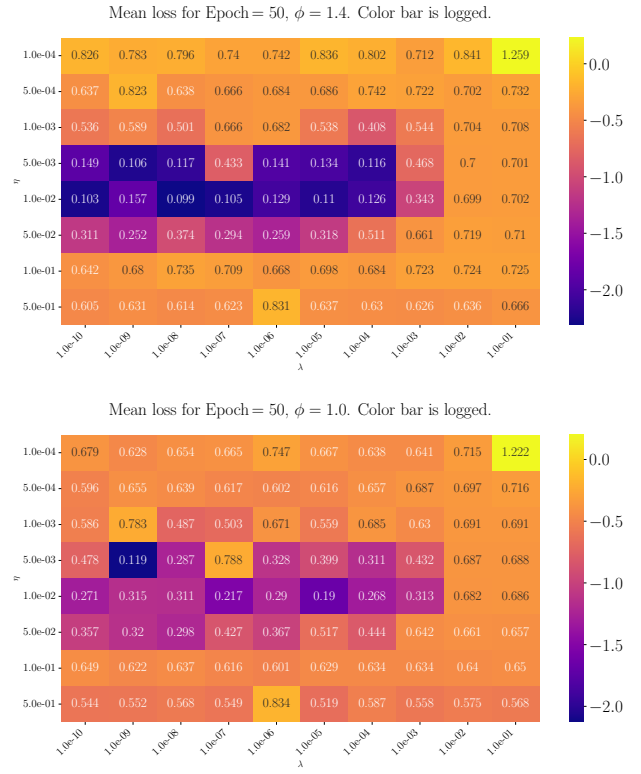 Mean loss for Epoch = 50, ϕ = 1.4. Color bar is logged.
1.0e-04 0.826 0.783 0.796 0.74 0.742 0.836 0.802 0.712 0.841 1.259
5.0e-04 0.637 0.823 0.638 0.666 0.684 0.686 0.742 0.722 0.702 0.732
1.0e-03 0.536 0.589 0.501 0.666 0.682 0.538 0.408 0.544 0.704 0.708
5.0e-03 0.149 0.106 0.117 0.433 0.141 0.134 0.116 0.468 0.7 0.701
η
1.0e-02 0.103 0.157 0.099 0.105 0.129 0.11 0.126 0.343 0.699 0.702
5.0e-02 0.311 0.252 0.374 0.294 0.259 0.318 0.511 0.661 0.719 0.71
1.0e-01 0.642 0.68 0.735 0.709 0.668 0.698 0.684 0.723 0.724 0.725
5.0e-01 0.605 0.631 0.614 0.623 0.831 0.637 0.63 0.626 0.636 0.666
1.0e-10 1.0e-09 1.0e-08 1.0e-07 1.0e-06 1.0e-05 1.0e-04 1.0e-03 1.0e-02 1.0e-01
λ
0.0
−0.5
−1.0
−1.5
−2.0
Mean loss for Epoch = 50, ϕ = 1.0. Color bar is logged.
1.0e-04 0.679 0.628 0.654 0.665 0.747 0.667 0.638 0.641 0.715 1.222
5.0e-04 0.596 0.655 0.639 0.617 0.602 0.616 0.657 0.687 0.697 0.716
1.0e-03 0.586 0.783 0.487 0.503 0.671 0.559 0.685 0.63 0.691 0.691
5.0e-03 0.478 0.119 0.287 0.788 0.328 0.399 0.311 0.432 0.687 0.688
η
1.0e-02 0.271 0.315 0.311 0.217 0.29 0.19 0.268 0.313 0.682 0.686
5.0e-02 0.357 0.32 0.298 0.427 0.367 0.517 0.444 0.642 0.661 0.657
1.0e-01 0.649 0.622 0.637 0.616 0.601 0.629 0.634 0.634 0.64 0.65
5.0e-01 0.544 0.552 0.568 0.549 0.834 0.519 0.587 0.558 0.575 0.568
1.0e-10 1.0e-09 1.0e-08 1.0e-07 1.0e-06 1.0e-05 1.0e-04 1.0e-03 1.0e-02 1.0e-01
λ
0.0
−0.5
−1.0
−1.5
−2.0